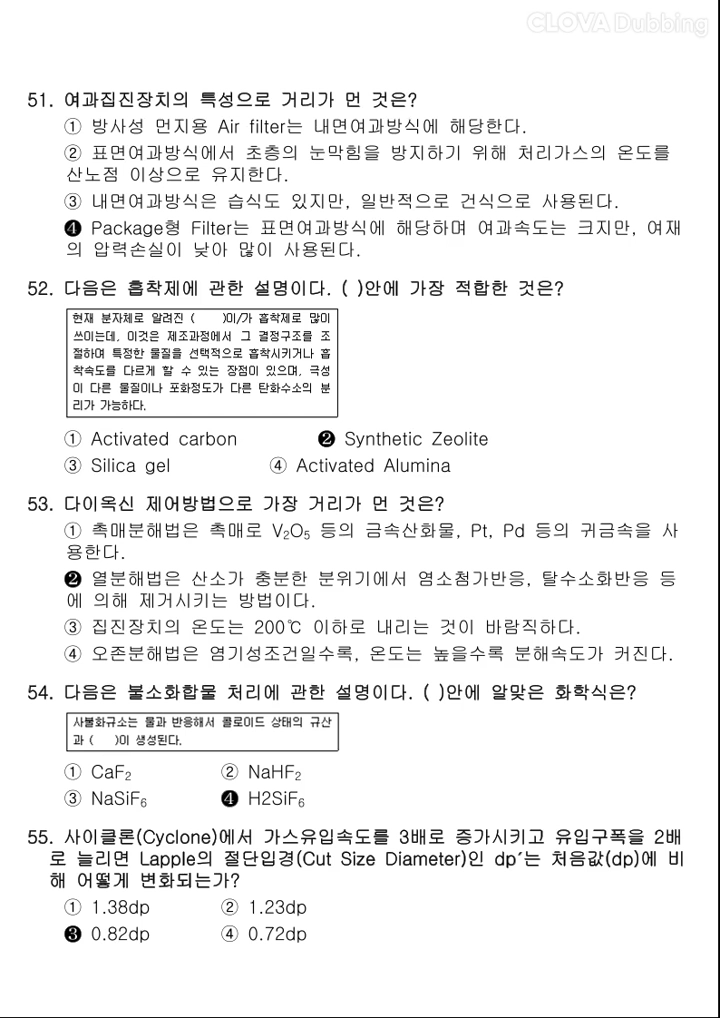 CLOVA Dubbing
51. 여과집진장치의 특성으로 거리가 먼 것은?
① 방사성 먼지용 Air filter는 내면여과방식에 해당한다.
② 표면여과방식에서 초층의 눈막힘을 방지하기 위해 처리가스의 온도를
산노점 이상으로 유지한다.
③ 내면여과방식은 습식도 있지만, 일반적으로 건식으로 사용된다.
❹ Package형 Filter는 표면여과방식에 해당하며 여과속도는 크지만, 여재
의 압력손실이 낮아 많이 사용된다.
52. 다음은 흡착제에 관한 설명이다. ( )안에 가장 적합한 것은?
현재 분자체로 알려진 (    )이/가 흡착제로 많이
쓰이는데, 이것은 제조과정에서 그 결정구조를 조
절하여 특정한 물질을 선택적으로 흡착시키거나 흡
착속도를 다르게 할 수 있는 장점이 있으며, 극성
이 다른 물질이나 포화정도가 다른 탄화수소의 분
리가 가능하다.
① Activated carbon ❷ Synthetic Zeolite
③ Silica gel ④ Activated Alumina
53. 다이옥신 제어방법으로 가장 거리가 먼 것은?
① 촉매분해법은 촉매로 V₂O₅ 등의 금속산화물, Pt, Pd 등의 귀금속을 사
용한다.
❷ 열분해법은 산소가 충분한 분위기에서 염소첨가반응, 탈수소화반응 등
에 의해 제거시키는 방법이다.
③ 집진장치의 온도는 200℃ 이하로 내리는 것이 바람직하다.
④ 오존분해법은 염기성조건일수록, 온도는 높을수록 분해속도가 커진다.
54. 다음은 불소화합물 처리에 관한 설명이다. ( )안에 알맞은 화학식은?
사불화규소는 물과 반응해서 콜로이드 상태의 규산
과 (    )이 생성된다.
① CaF₂ ② NaHF₂
③ NaSiF₆ ❹ H2SiF₆
55. 사이클론(Cyclone)에서 가스유입속도를 3배로 증가시키고 유입구폭을 2배
로 늘리면 Lapple의 절단입경(Cut Size Diameter)인 dp´는 처음값(dp)에 비
해 어떻게 변화되는가?
① 1.38dp ② 1.23dp
❸ 0.82dp ④ 0.72dp